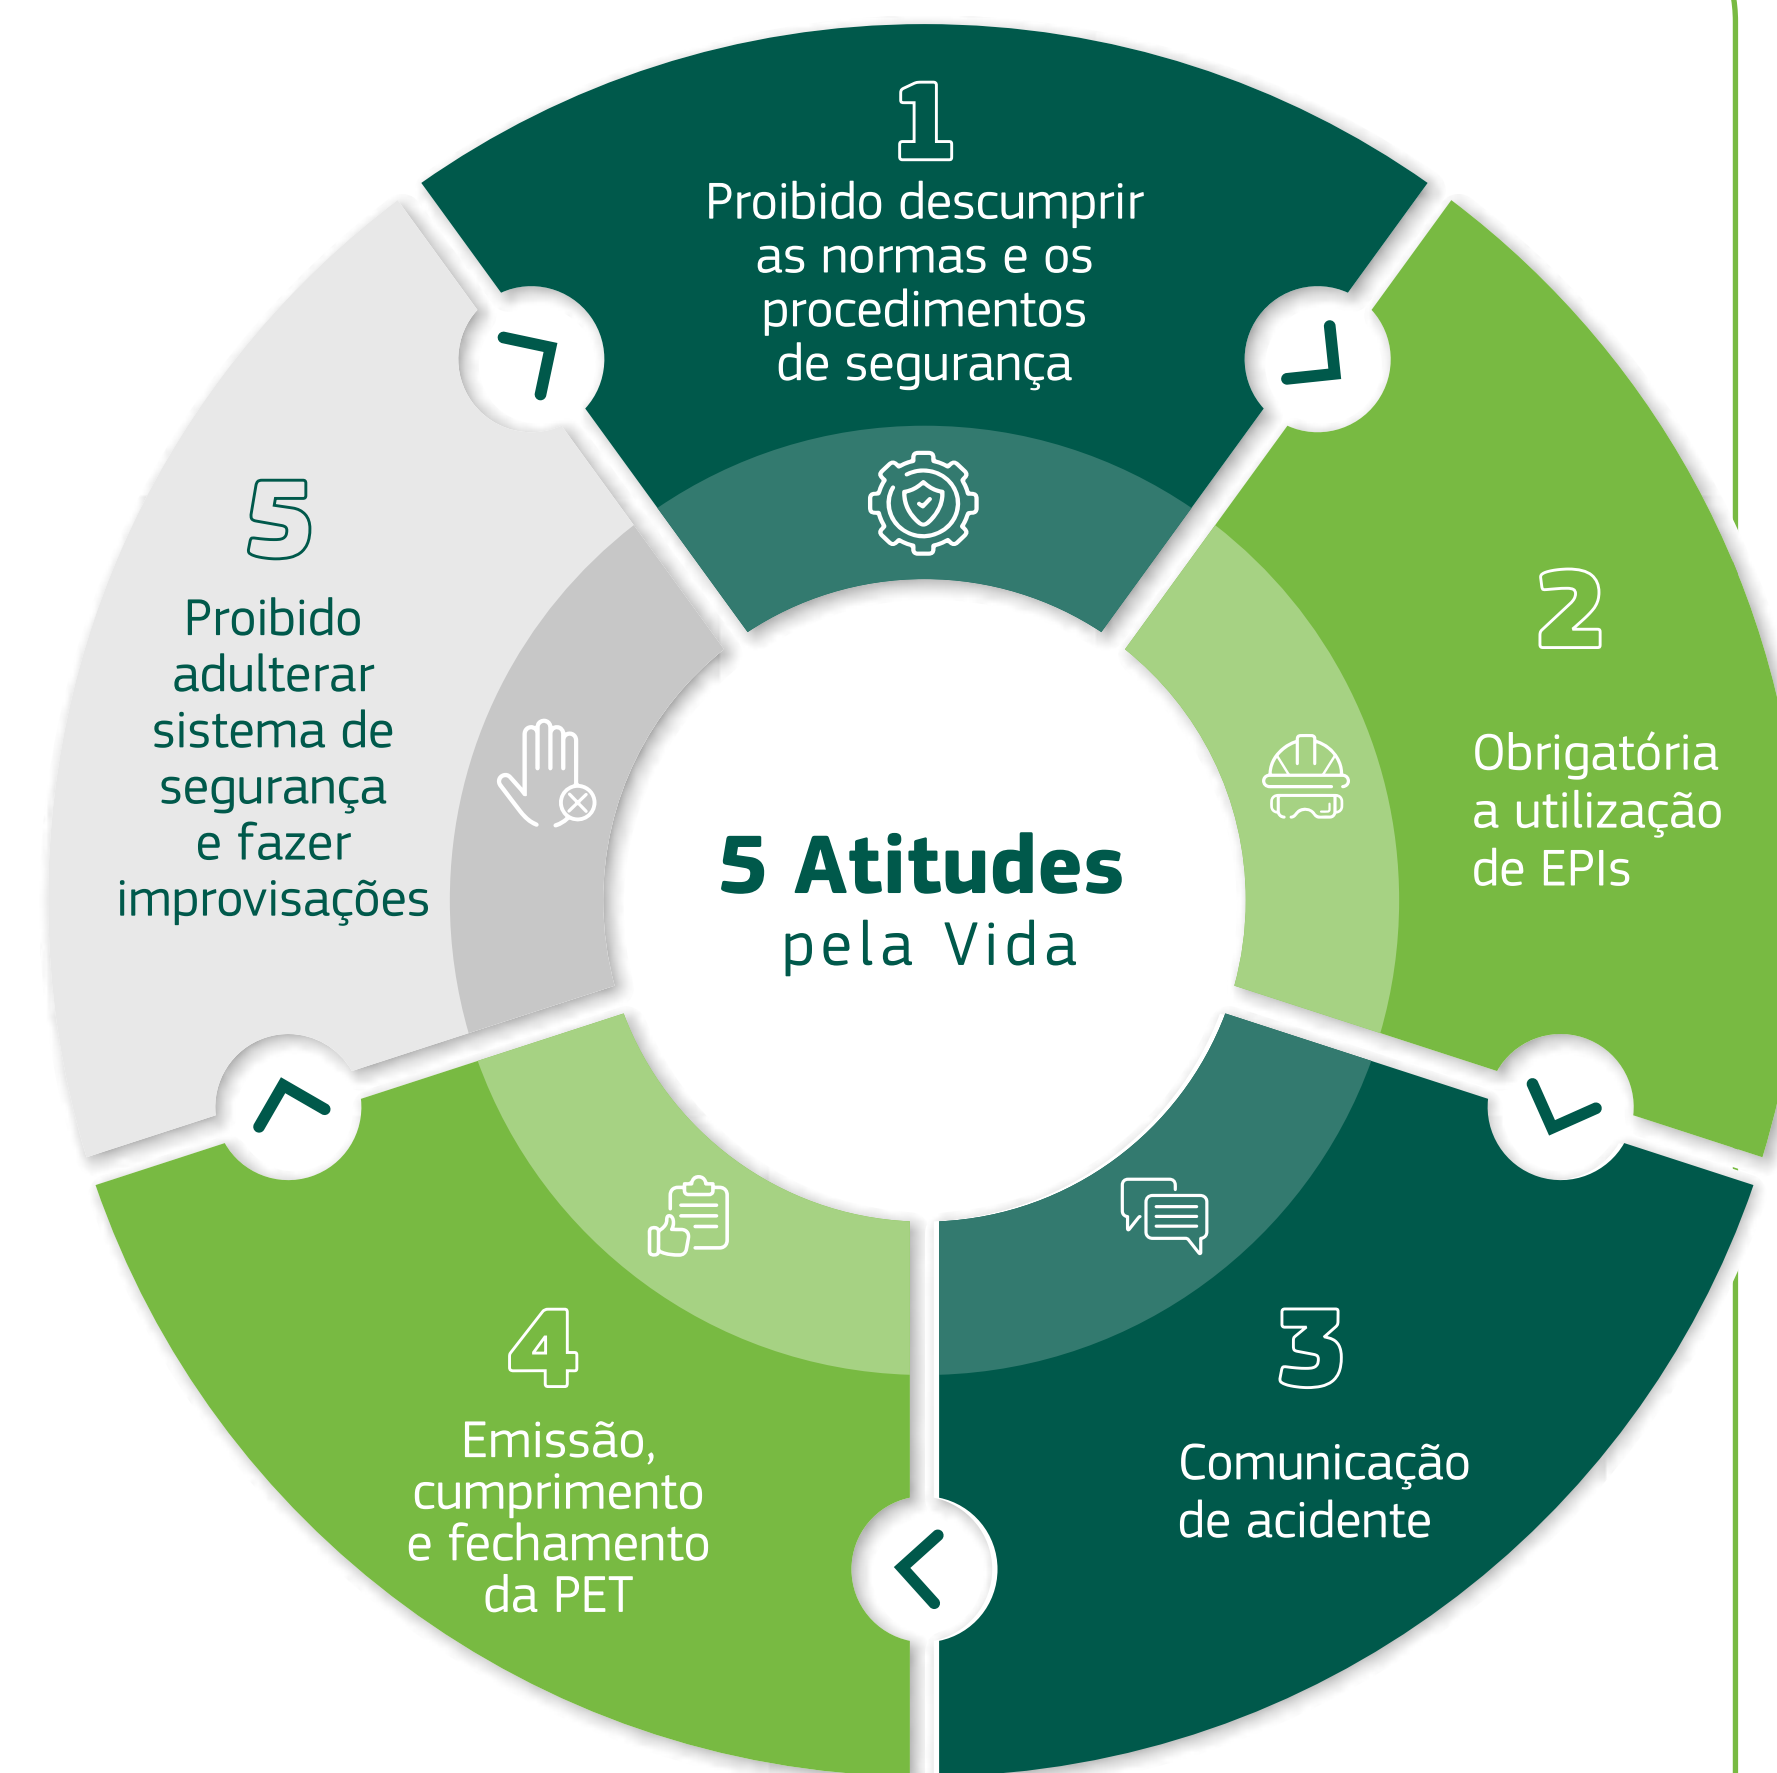 1
Proibido descumprir
as normas e os
procedimentos
de segurança
2
Obrigatória
a utilização
de EPIs
3
Comunicação
de acidente
4
Emissão,
cumprimento
e fechamento
da PET
5
Proibido
adulterar
sistema de
segurança
e fazer
improvisações
5 Atitudes
pela Vida